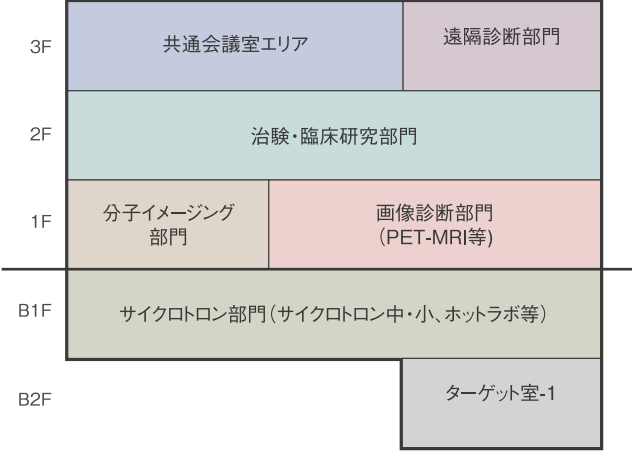 3F
共通会議室エリア
遠隔診断部門
2F
治験・臨床研究部門
1F
分子イメージング
部門
画像診断部門
(PET-MRI等)
B1F
サイクロトロン部門(サイクロトロン中・小、ホットラボ等)
B2F
ターゲット室-1